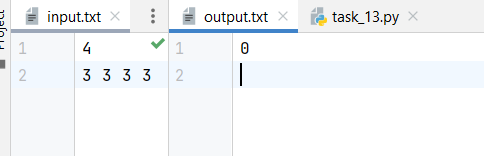 Project
input.txt
output.txt
task_13.py
1 4
2 3 3 3 3
1 0
2